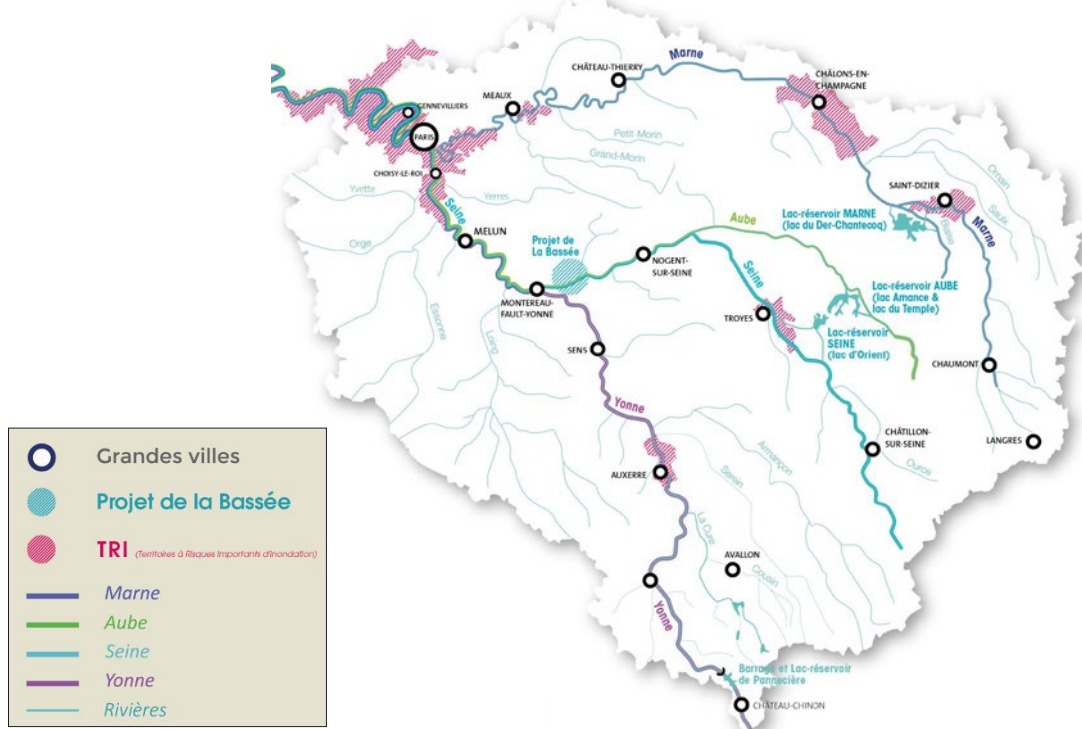 Marne
CHÂTEAU-THIERRY
CHÂLONS-EN-
CHAMPAGNE
MEAUX
GENNEVILLIERS
PARIS
Petit-Morin
Grand-Morin
CHOISY-LE-ROI
Ornain
SAINT-DIZIER
Saulx
Yvette
Yerres
Seine
Aube
Lac-réservoir MARNE
(lac du Der-Chantecoq)
Blaise
Marne
MELUN
Orge
Projet de
La Bassée
NOGENT-
SUR-SEINE
Seine
Lac-réservoir AUBE
(lac Amance &
lac du Temple)
MONTEREAU-
FAULT-YONNE
Essonne
Loing
TROYES
Lac-réservoir
SEINE
(lac d'Orient)
SENS
CHAUMONT
Yonne
CHÂTILLON-
SUR-SEINE
LANGRES
Ource
Armançon
Serein
AUXERRE
La Cure
AVALLON
Cousin
Yonne
Barrage et Lac-réservoir
de Pannecière
CHÂTEAU-CHINON
Grandes villes
Projet de la Bassée
TRI (Territoires à Risques Importants d'inondation)
Marne
Aube
Seine
Yonne
Rivières